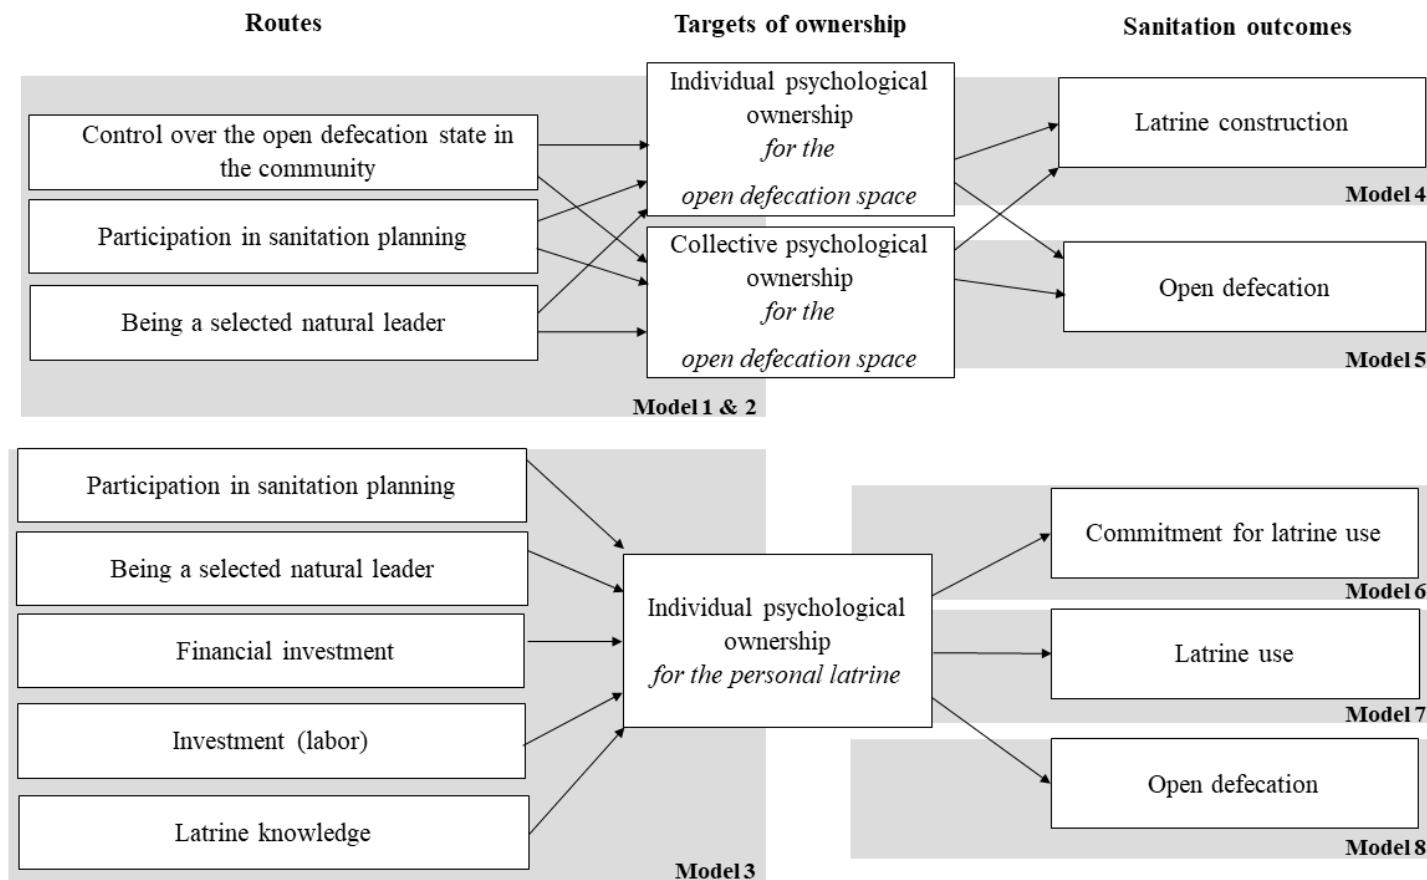 Routes
Targets of ownership
Sanitation outcomes
Control over the open defecation state in
the community
Participation in sanitation planning
Being a selected natural leader
Model 1 & 2
Individual psychological
ownership
for the
open defecation space
Collective psychological
ownership
for the
open defecation space
Latrine construction
Model 4
Open defecation
Model 5
Participation in sanitation planning
Being a selected natural leader
Financial investment
Investment (labor)
Latrine knowledge
Model 3
Individual psychological
ownership
for the personal latrine
Commitment for latrine use
Model 6
Latrine use
Model 7
Open defecation
Model 8